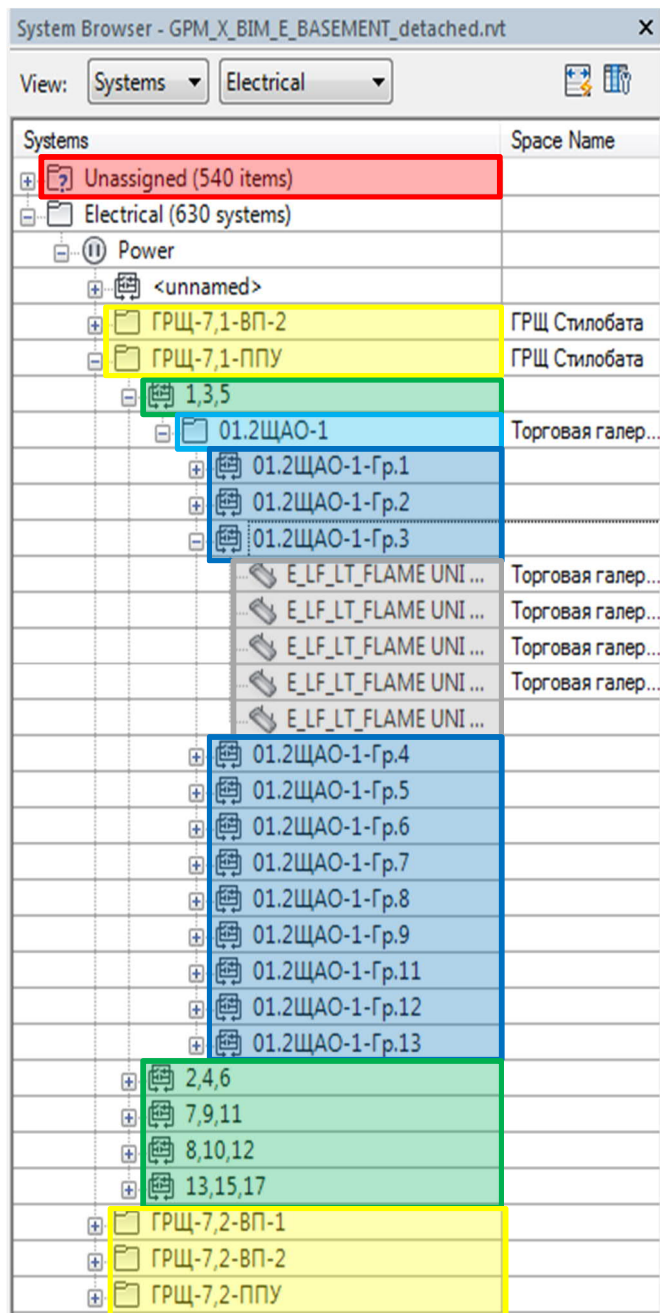 System Browser - GPM_X_BIM_E_BASEMENT_detached.rvt
View: Systems Electrical
Systems Space Name
Unassigned (540 items)
Electrical (630 systems)
Power
<unnamed>
ГРЩ-7,1-ВП-2 ГРЩ Стилобата
ГРЩ-7,1-ППУ ГРЩ Стилобата
1,3,5
01.2ЩАО-1 Торговая галер...
01.2ЩАО-1-Гр.1
01.2ЩАО-1-Гр.2
01.2ЩАО-1-Гр.3
E_LF_LT_FLAME UNI ... Торговая галер...
E_LF_LT_FLAME UNI ... Торговая галер...
E_LF_LT_FLAME UNI ... Торговая галер...
E_LF_LT_FLAME UNI ... Торговая галер...
E_LF_LT_FLAME UNI ...
01.2ЩАО-1-Гр.4
01.2ЩАО-1-Гр.5
01.2ЩАО-1-Гр.6
01.2ЩАО-1-Гр.7
01.2ЩАО-1-Гр.8
01.2ЩАО-1-Гр.9
01.2ЩАО-1-Гр.11
01.2ЩАО-1-Гр.12
01.2ЩАО-1-Гр.13
2,4,6
7,9,11
8,10,12
13,15,17
ГРЩ-7,2-ВП-1
ГРЩ-7,2-ВП-2
ГРЩ-7,2-ППУ